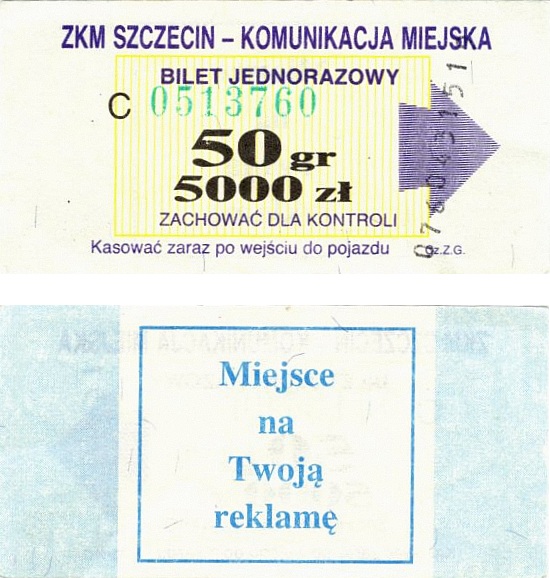 ZKM SZCZECIN – KOMUNIKACJA MIEJSKA
BILET JEDNORAZOWY
C 0513760
50 gr
5000 zł
ZACHOWAĆ DLA KONTROLI
Kasować zaraz po wejściu do pojazdu
Oz.Z.G.
Miejsce
na
Twoją
reklamę